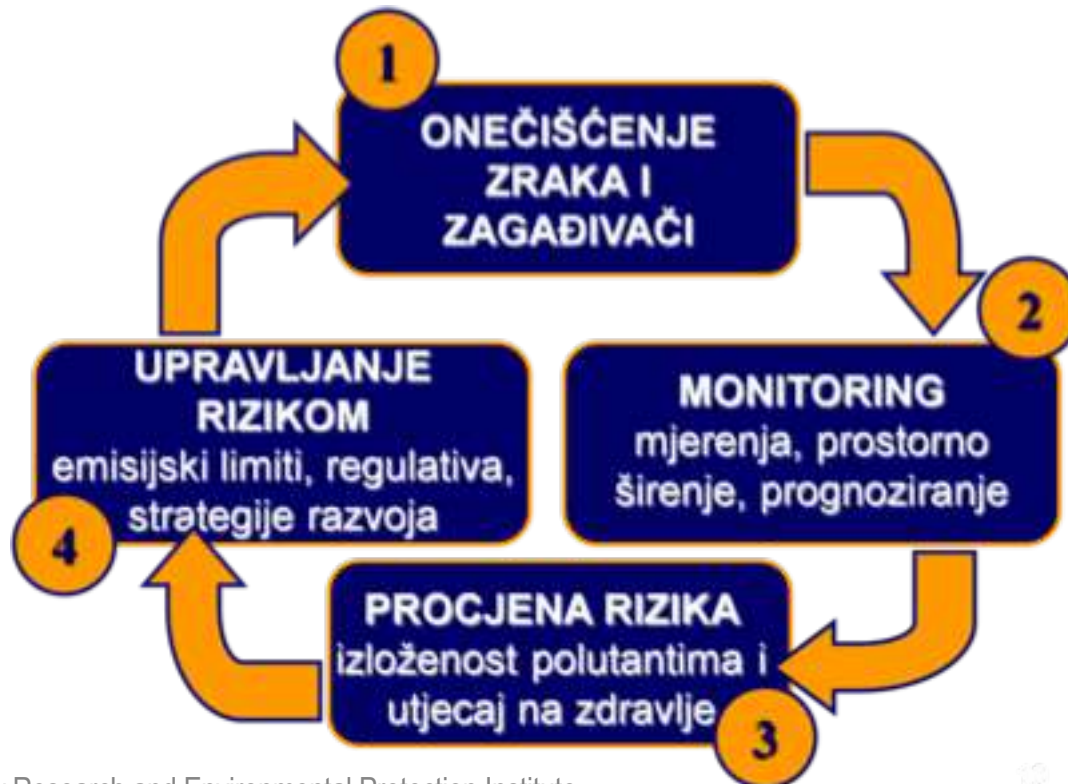 1
ONEČIŠĆENJE
ZRAKA I
ZAGAĐIVAČI
2
MONITORING
mjerenja, prostorno
širenje, prognoziranje
3
PROCJENA RIZIKA
izloženost polutantima i
utjecaj na zdravlje
4
UPRAVLJANJE
RIZIKOM
emisijski limiti, regulativa,
strategije razvoja
Research and Environmental Protection Institute